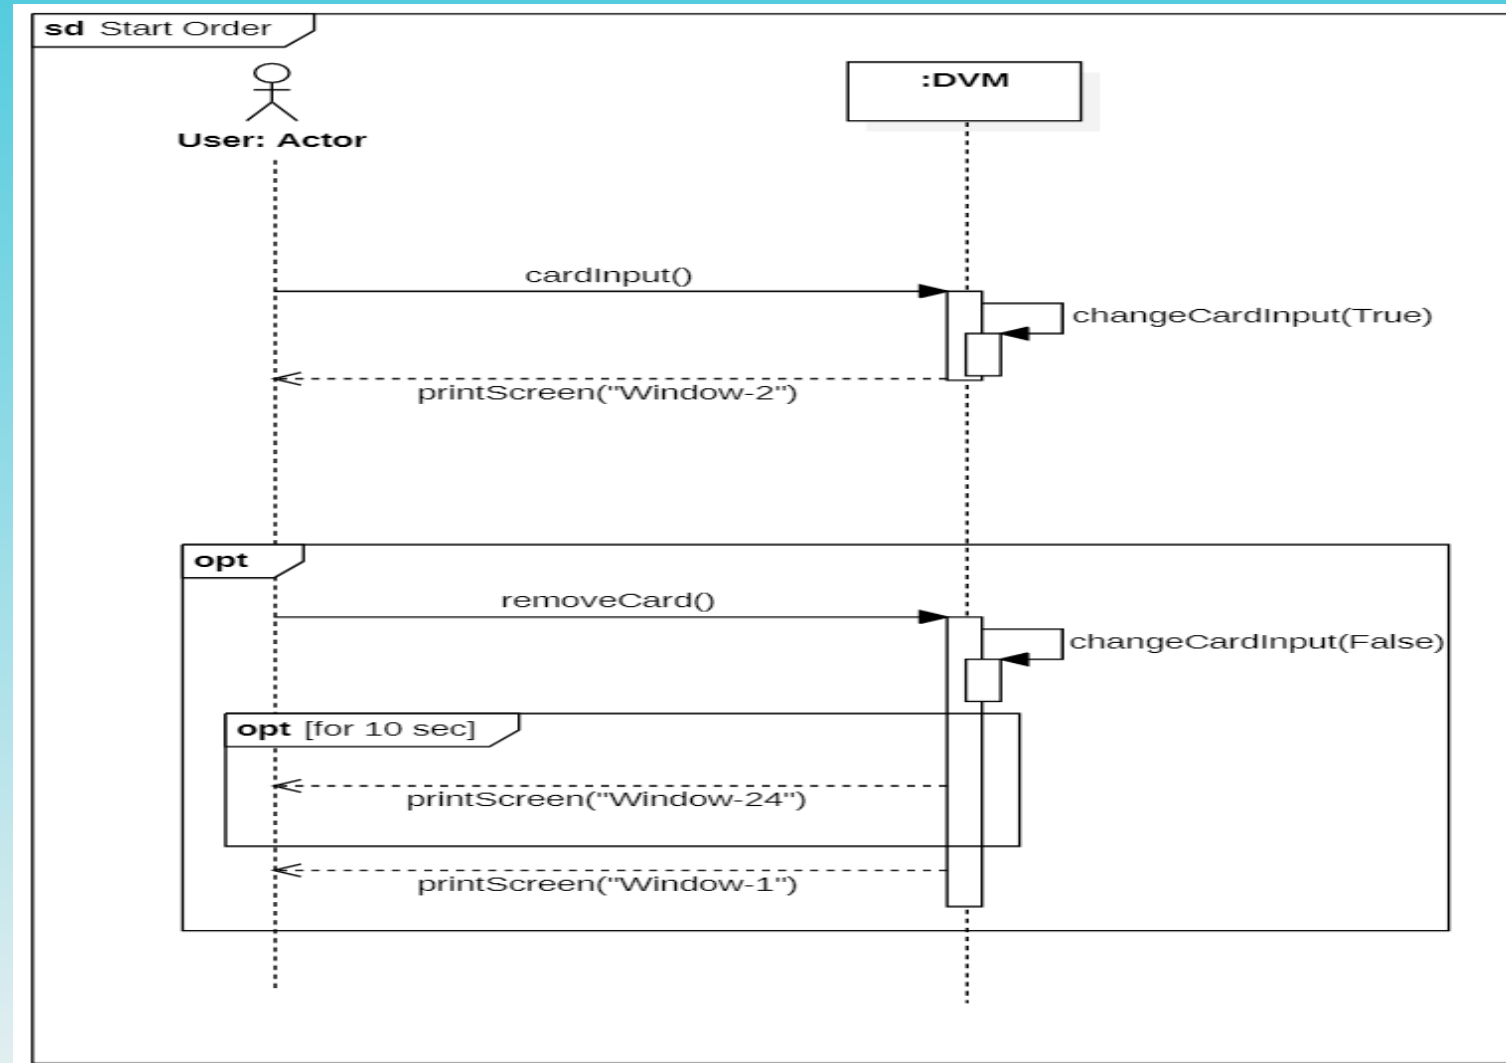 sd Start Order
:DVM
User: Actor
cardInput()
changeCardInput(True)
printScreen("Window-2")
opt
removeCard()
changeCardInput(False)
opt [for 10 sec]
printScreen("Window-24")
printScreen("Window-1")